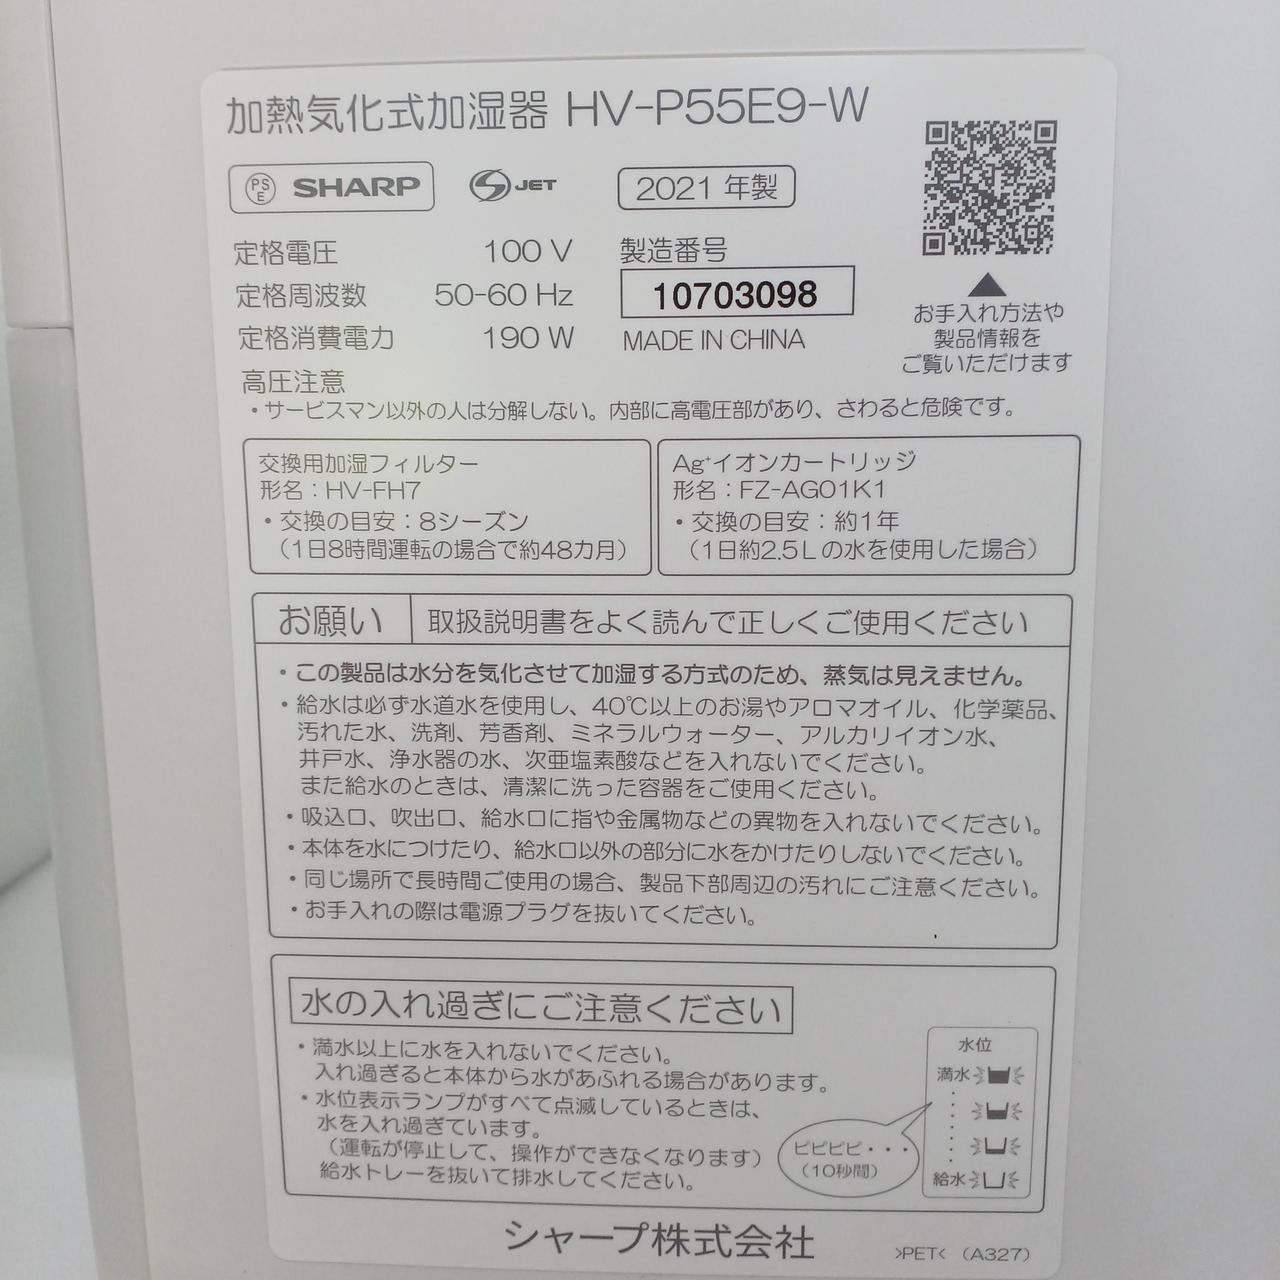 加熱気化式加湿器 HV-P55E9-W
PSE SHARP
S JET
2021 年製
定格電圧 100 V
定格周波数 50-60 Hz
定格消費電力 190 W
製造番号
10703098
MADE IN CHINA
お手入れ方法や
製品情報を
ご覧いただけます
高圧注意
・サービスマン以外の人は分解しない。内部に高電圧部があり、さわると危険です。
交換用加湿フィルター
形名：HV-FH7
・交換の目安：8シーズン
（1日8時間運転の場合で約48カ月）
Ag⁺イオンカートリッジ
形名：FZ-AG01K1
・交換の目安：約1年
（1日約2.5Lの水を使用した場合）
お願い 取扱説明書をよく読んで正しくご使用ください
・この製品は水分を気化させて加湿する方式のため、蒸気は見えません。
・給水は必ず水道水を使用し、40℃以上のお湯やアロマオイル、化学薬品、
汚れた水、洗剤、芳香剤、ミネラルウォーター、アルカリイオン水、
井戸水、浄水器の水、次亜塩素酸などを入れないでください。
また給水のときは、清潔に洗った容器をご使用ください。
・吸込口、吹出口、給水口に指や金属物などの異物を入れないでください。
・本体を水につけたり、給水口以外の部分に水をかけたりしないでください。
・同じ場所で長時間ご使用の場合、製品下部周辺の汚れにご注意ください。
・お手入れの際は電源プラグを抜いてください。
水の入れ過ぎにご注意ください
・満水以上に水を入れないでください。
入れ過ぎると本体から水があふれる場合があります。
・水位表示ランプがすべて点滅しているときは、
水を入れ過ぎています。
（運転が停止して、操作ができなくなります）
給水トレーを抜いて排水してください。
ピピピピ・・・
（10秒間）
水位
満水
給水
シャープ株式会社
>PET< （A327）